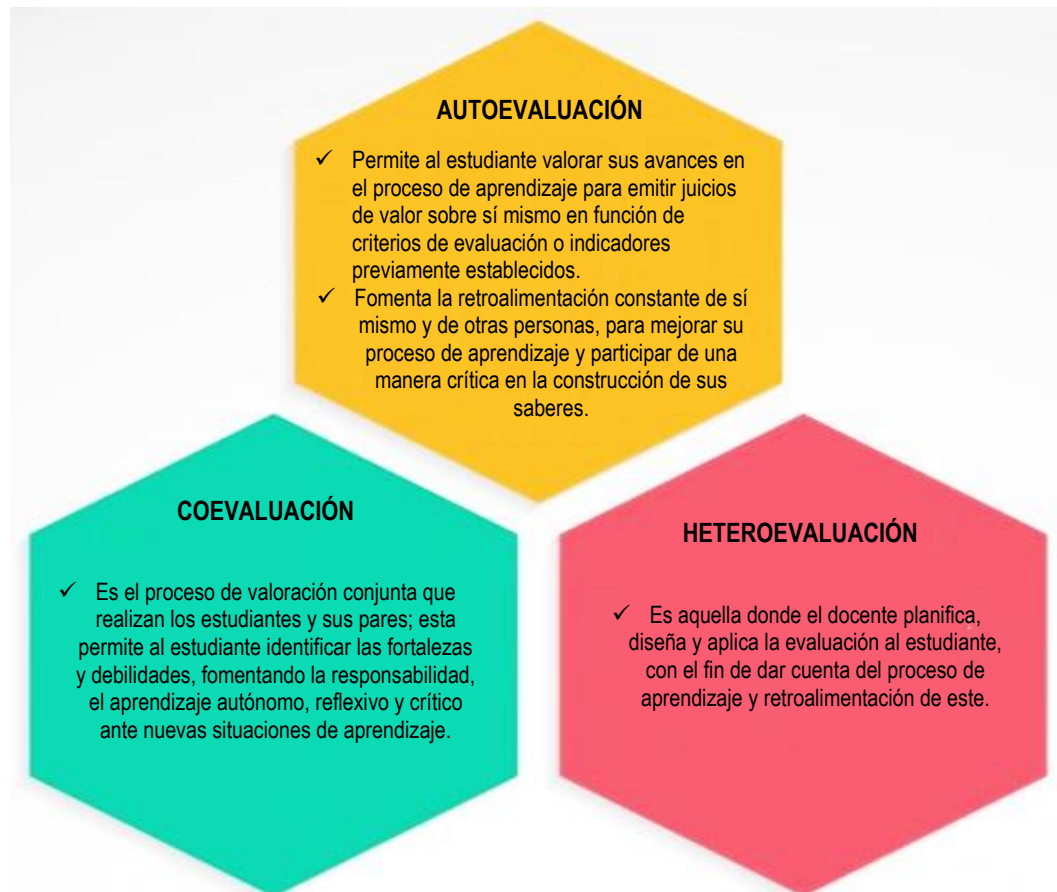 AUTOEVALUACIÓN
✓ Permite al estudiante valorar sus avances en
el proceso de aprendizaje para emitir juicios
de valor sobre sí mismo en función de
criterios de evaluación o indicadores
previamente establecidos.
✓ Fomenta la retroalimentación constante de sí
mismo y de otras personas, para mejorar su
proceso de aprendizaje y participar de una
manera crítica en la construcción de sus
saberes.
COEVALUACIÓN
✓ Es el proceso de valoración conjunta que
realizan los estudiantes y sus pares; esta
permite al estudiante identificar las fortalezas
y debilidades, fomentando la responsabilidad,
el aprendizaje autónomo, reflexivo y crítico
ante nuevas situaciones de aprendizaje.
HETEROEVALUACIÓN
✓ Es aquella donde el docente planifica,
diseña y aplica la evaluación al estudiante,
con el fin de dar cuenta del proceso de
aprendizaje y retroalimentación de este.